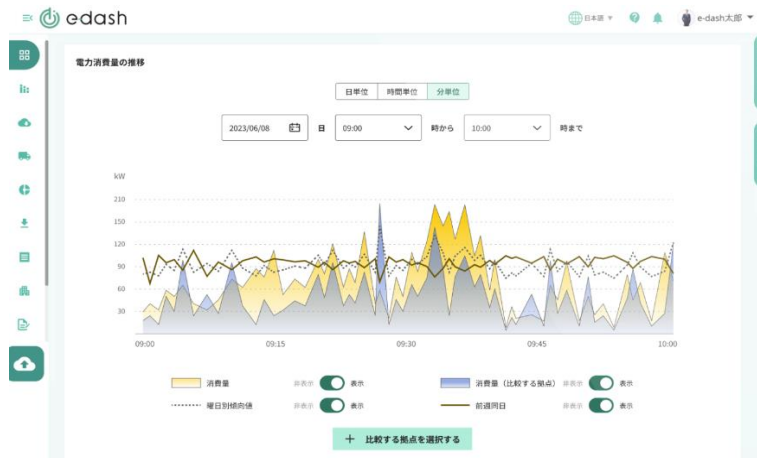 e-dash
日本語
e-dash太郎
電力消費量の推移
日単位 時間単位 分単位
2023/06/08 日 09:00 時から 10:00 時まで
kW
210
150
120
90
60
30
09:00 09:15 09:30 09:45 10:00
消費量 非表示 表示 消費量（比較する拠点） 非表示 表示
曜日別傾向値 非表示 表示 前週同日 非表示 表示
＋ 比較する拠点を選択する